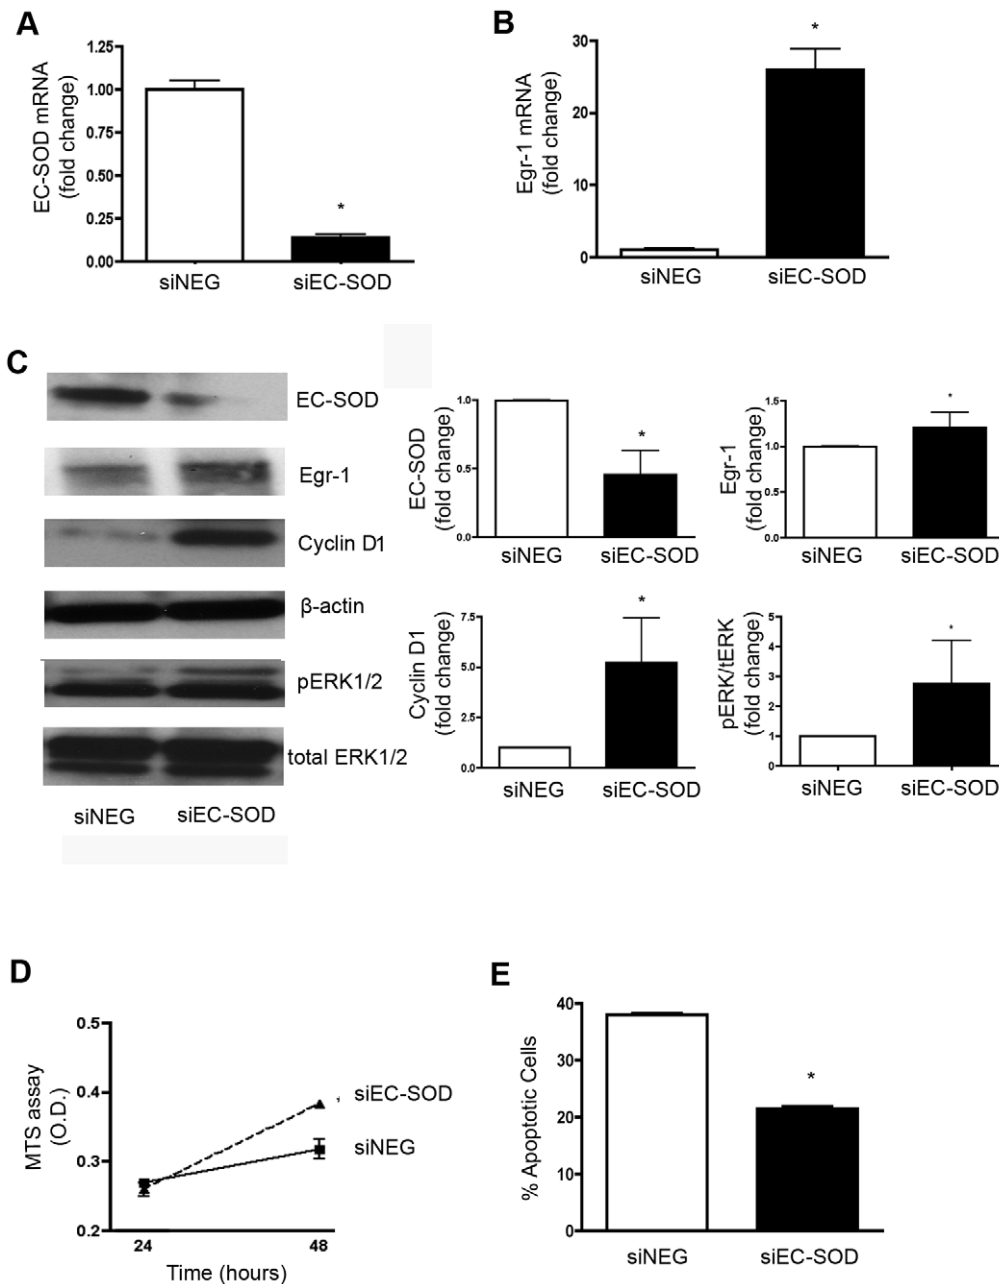 A
EC-SOD mRNA
(fold change)
1.25
1.00
0.75
0.50
0.25
0.00
*
siNEG
siEC-SOD
B
Egr-1 mRNA
(fold change)
30
20
10
0
*
siNEG
siEC-SOD
C
EC-SOD
Egr-1
Cyclin D1
β-actin
pERK1/2
total ERK1/2
siNEG
siEC-SOD
EC-SOD
(fold change)
1.0
0.5
0.0
*
siNEG
siEC-SOD
Egr-1
(fold change)
1.5
1.0
0.5
0.0
*
siNEG
siEC-SOD
Cyclin D1
(fold change)
7.5
5.0
2.5
0.0
*
siNEG
siEC-SOD
pERK/tERK
(fold change)
5
4
3
2
1
0
*
siNEG
siEC-SOD
D
MTS assay
(O.D.)
0.5
0.4
0.3
0.2
24
48
Time (hours)
*
siEC-SOD
siNEG
E
% Apoptotic Cells
40
30
20
10
0
*
siNEG
siEC-SOD